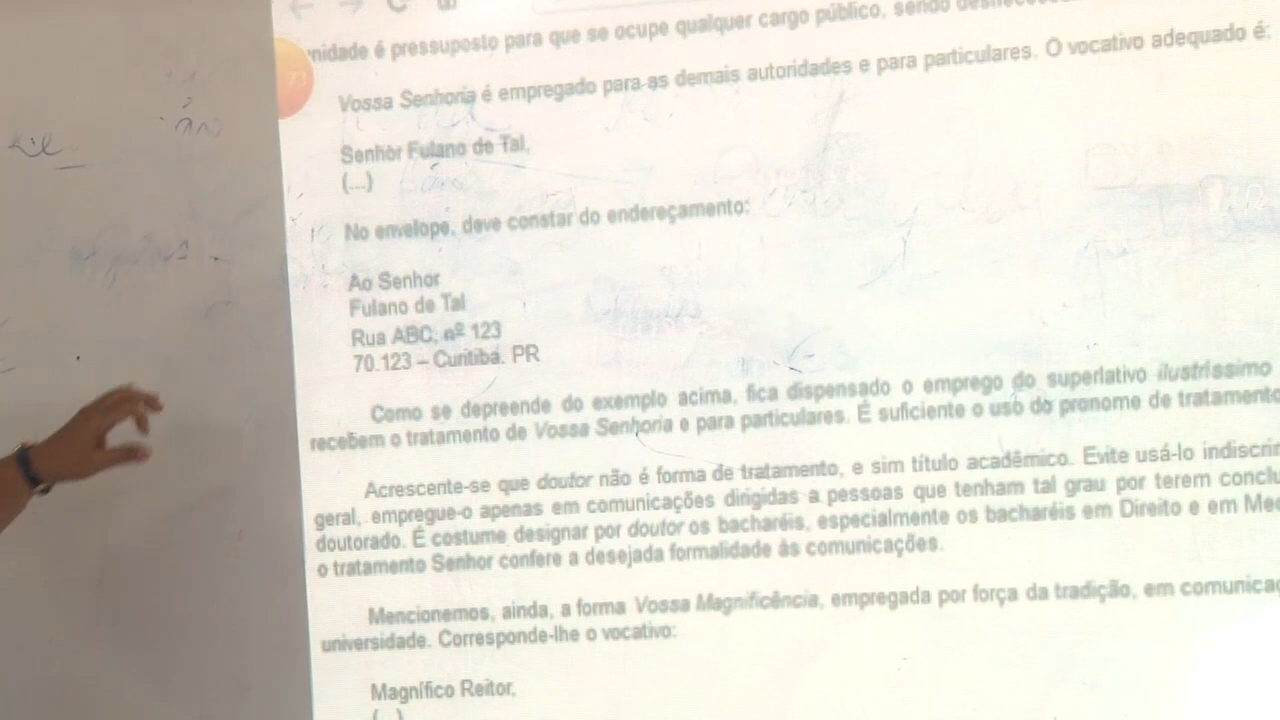 nidade é pressuposto para que se ocupe qualquer cargo público, sendo
Vossa Senhoria é empregado para as demais autoridades e para particulares. O vocativo adequado é:
Senhor Fulano de Tal,
(...)
No envelope, deve constar do endereçamento:
Ao Senhor
Fulano de Tal
Rua ABC, nº 123
70.123 – Curitiba. PR
Como se depreende do exemplo acima, fica dispensado o emprego do superlativo ilustríssimo
recebem o tratamento de Vossa Senhoria e para particulares. É suficiente o uso do pronome de tratamento
Acrescente-se que doutor não é forma de tratamento, e sim título acadêmico. Evite usá-lo indiscrim
geral, empregue-o apenas em comunicações dirigidas a pessoas que tenham tal grau por terem conclu
doutorado. É costume designar por doutor os bacharéis, especialmente os bacharéis em Direito e em Med
o tratamento Senhor confere a desejada formalidade às comunicações.
Mencionemos, ainda, a forma Vossa Magnificência, empregada por força da tradição, em comunicaç
universidade. Corresponde-lhe o vocativo:
Magnífico Reitor,
(...)